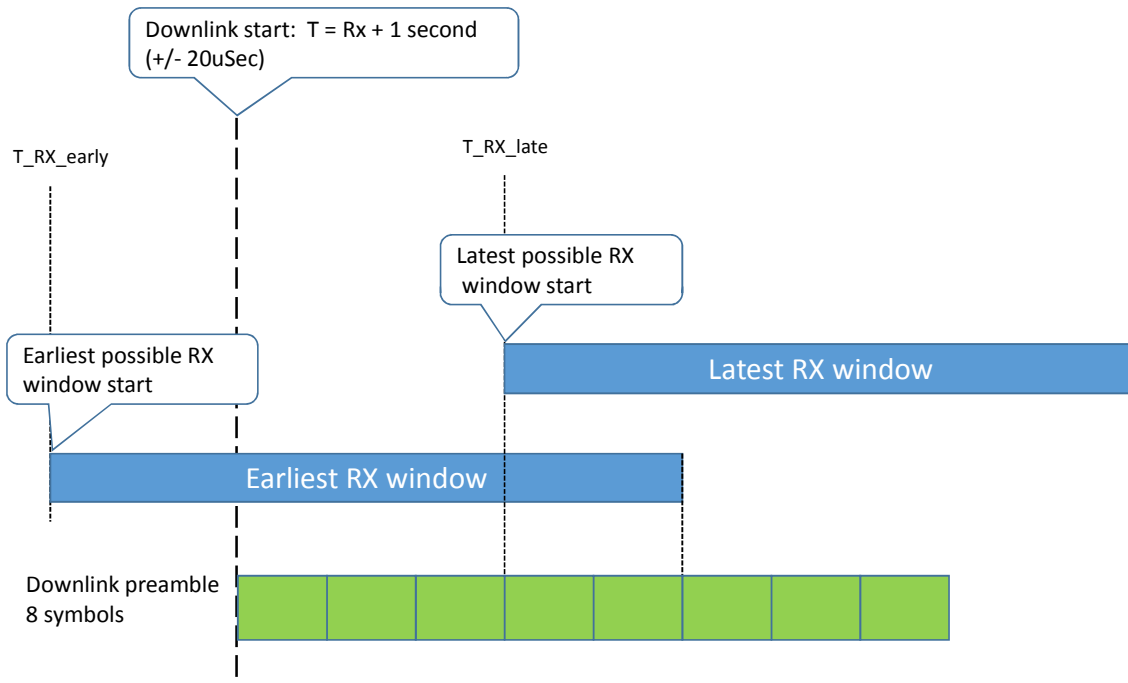 Downlink start:  T = Rx + 1 second
(+/- 20uSec)
T_RX_early
T_RX_late
Latest possible RX
window start
Earliest possible RX
window start
Latest RX window
Earliest RX window
Downlink preamble
8 symbols